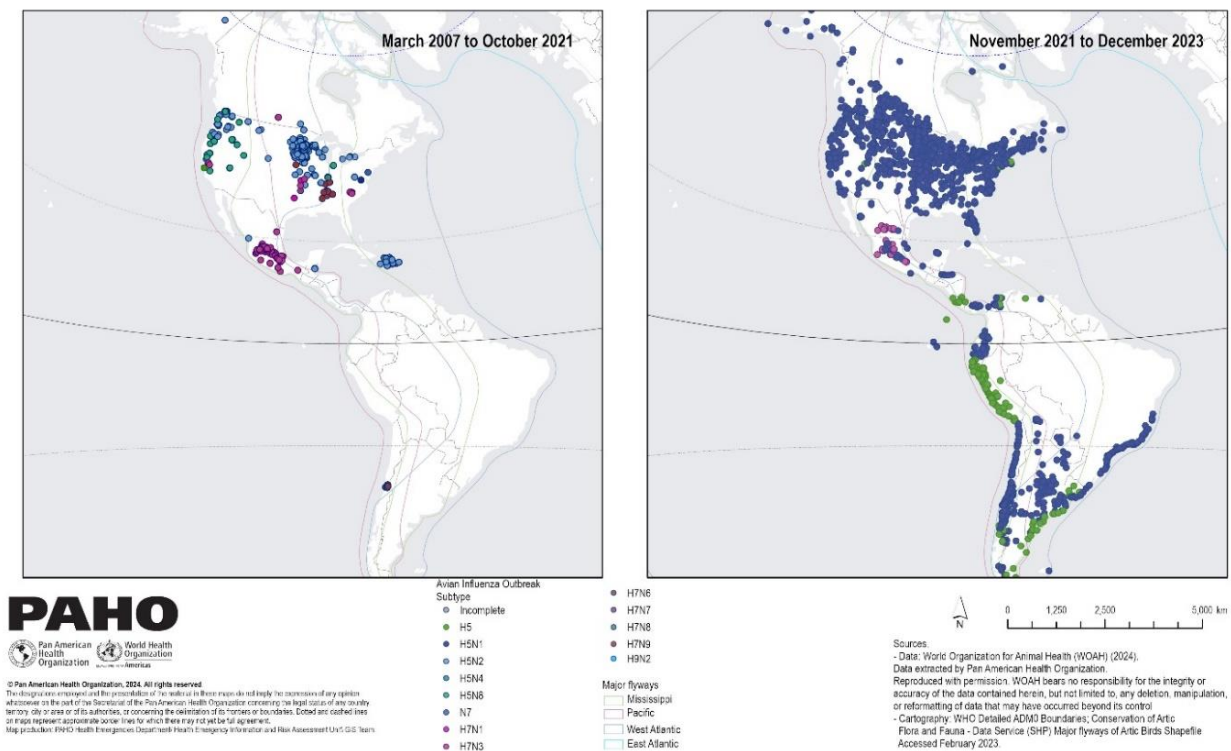 March 2007 to October 2021
November 2021 to December 2023
PAHO
Pan American
Health
Organization
World Health
Organization
Americas
© Pan American Health Organization, 2024. All rights reserved
The designations employed and the presentation of the material in these maps do not imply the expression of any opinion
whatsoever on the part of the Secretariat of the Pan American Health Organization concerning the legal status of any country
territory, city or area or of its authorities, or concerning the delimitation of its frontiers or boundaries. Dotted and dashed lines
on maps represent approximate border lines for which there may not yet be full agreement.
Map production: PAHO Health Emergencies Department Health Emergency Information and Risk Assessment Unit GIS Team
Avian Influenza Outbreak
Subtype
Incomplete
H5
H5N1
H5N2
H5N4
H5N8
N7
H7N1
H7N3
H7N6
H7N7
H7N8
H7N9
H9N2
Major flyways
Mississippi
Pacific
West Atlantic
East Atlantic
N
0 1,250 2,500 5,000 km
Sources.
- Data: World Organization for Animal Health (WOAH) (2024).
Data extracted by Pan American Health Organization.
Reproduced with permission. WOAH bears no responsibility for the integrity or
accuracy of the data contained herein, but not limited to, any deletion, manipulation,
or reformatting of data that may have occurred beyond its control
- Cartography: WHO Detailed ADM0 Boundaries; Conservation of Artic
Flora and Fauna - Data Service (SHP) Major flyways of Artic Birds Shapefile
Accessed February 2023.